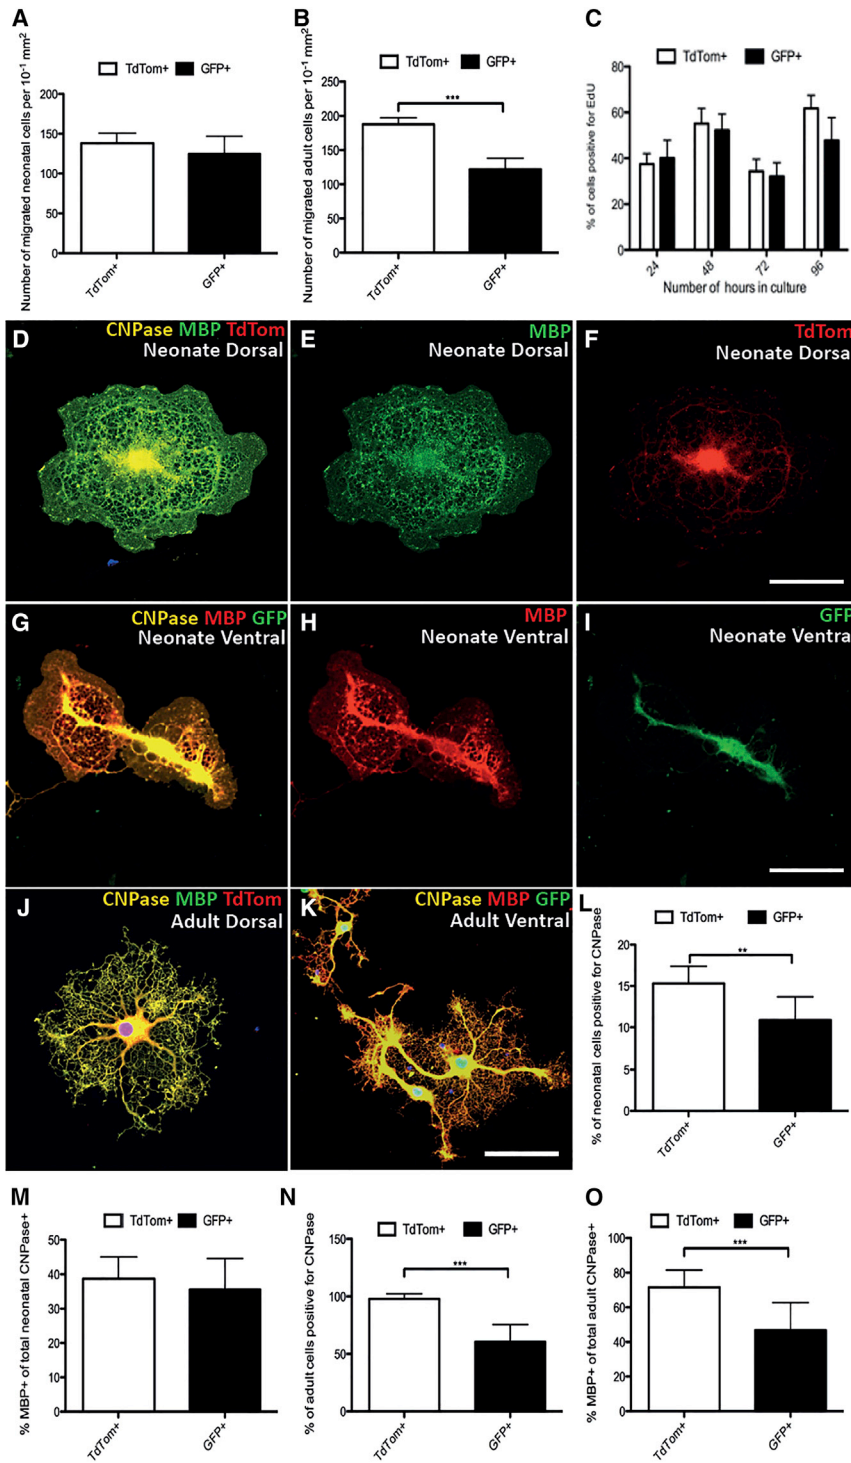 A
Number of migrated neonatal cells per 10⁻¹ mm²
TdTom+ GFP+
200
150
100
50
0
TdTom+ GFP+
B
Number of migrated adult cells per 10⁻¹ mm²
TdTom+ GFP+
250
200
150
100
50
0
***
TdTom+ GFP+
C
% of cells positive for EdU
TdTom+ GFP+
80
60
40
20
0
24 48 72 96
Number of hours in culture
D
CNPase MBP TdTom
Neonate Dorsal
E
MBP
Neonate Dorsal
F
TdTom
Neonate Dorsa
G
CNPase MBP GFP
Neonate Ventral
H
MBP
Neonate Ventral
I
GFP
Neonate Ventra
J
CNPase MBP TdTom
Adult Dorsal
K
CNPase MBP GFP
Adult Ventral
L
% of neonatal cells positive for CNPase
TdTom+ GFP+
20
15
10
5
0
**
TdTom+ GFP+
M
% MBP+ of total neonatal CNPase+
TdTom+ GFP+
50
40
30
20
10
0
TdTom+ GFP+
N
% of adult cells positive for CNPase
TdTom+ GFP+
150
100
50
0
***
TdTom+ GFP+
O
% MBP+ of total adult CNPase+
TdTom+ GFP+
100
80
60
40
20
0
***
TdTom+ GFP+